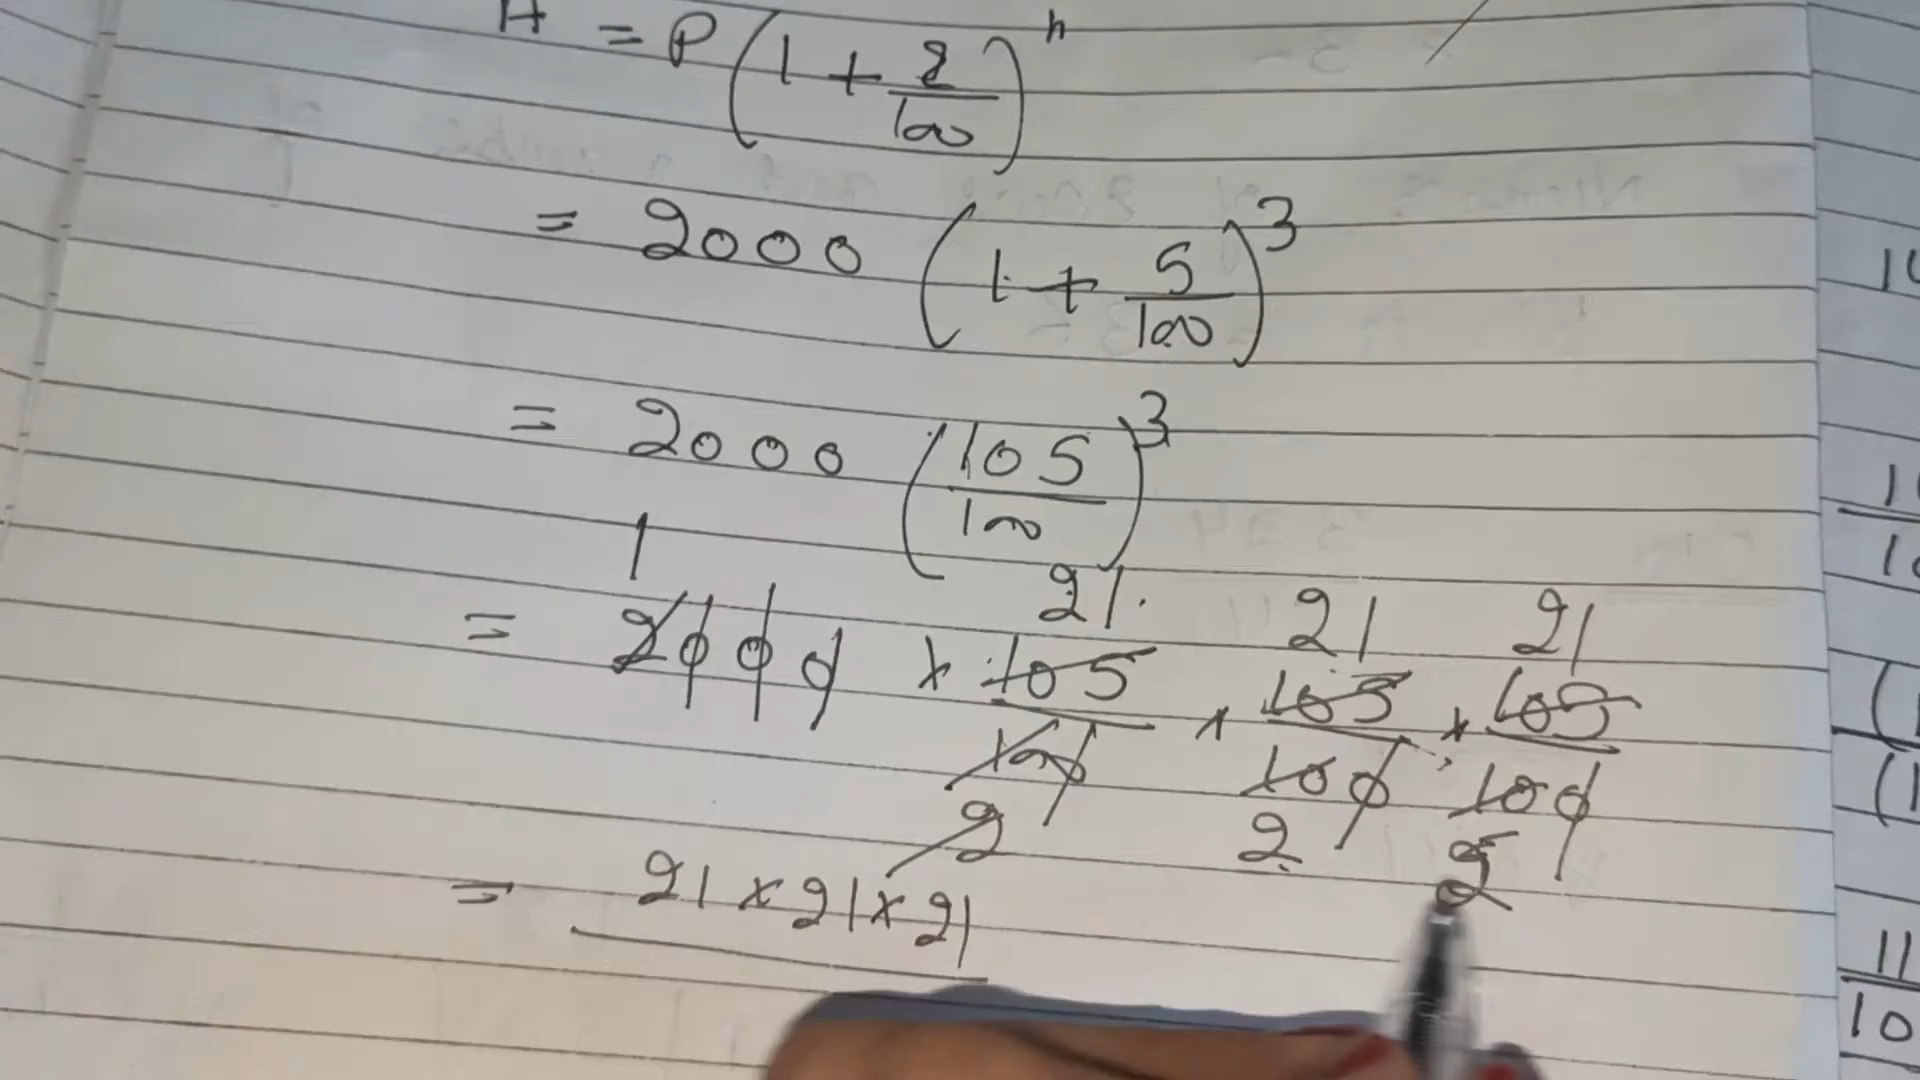 A = P(1 + r/100)^n
= 2000 (1 + 5/100)^3
= 2000 (105/100)^3
1 21. 21 21
= 2000 x 105/100 x 105/100 x 105/100
2 2 2
= 21 x 21 x 21